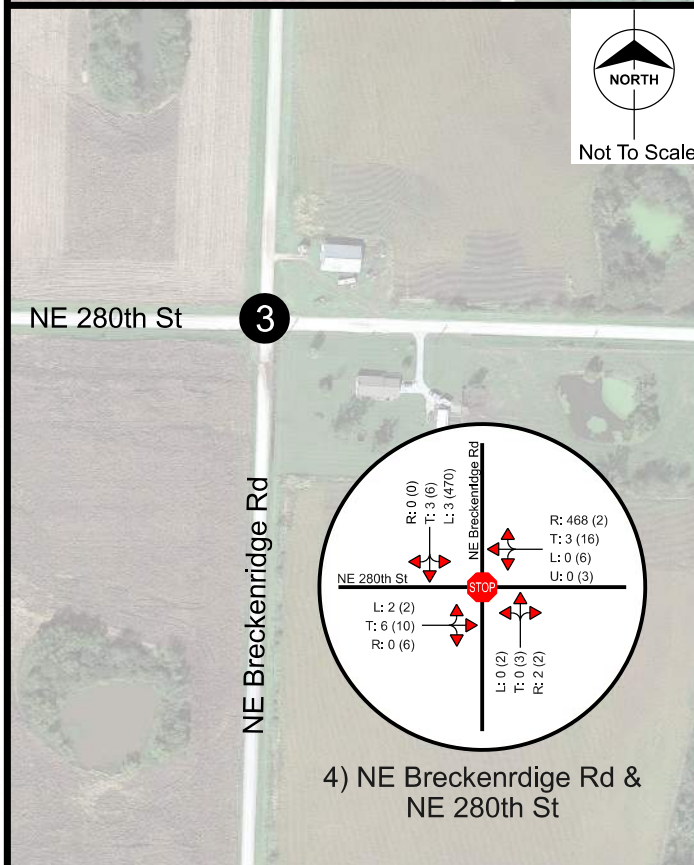 NORTH
Not To Scale
NE 280th St
3
NE Breckenridge Rd
R: 0 (0)
T: 3 (6)
L: 3 (470)
NE Breckenridge Rd
R: 468 (2)
T: 3 (16)
L: 0 (6)
U: 0 (3)
NE 280th St
STOP
L: 2 (2)
T: 6 (10)
R: 0 (6)
L: 0 (2)
T: 0 (3)
R: 2 (2)
4) NE Breckenrdige Rd &
NE 280th St